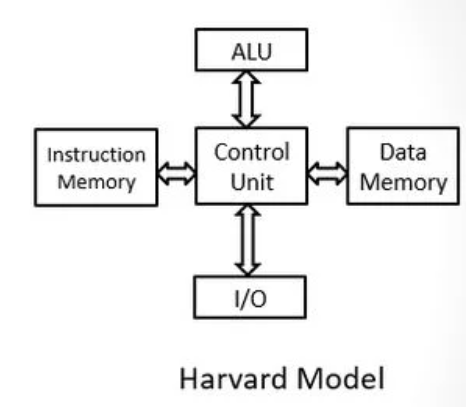 ALU
Instruction
Memory
Control
Unit
Data
Memory
I/O
Harvard Model